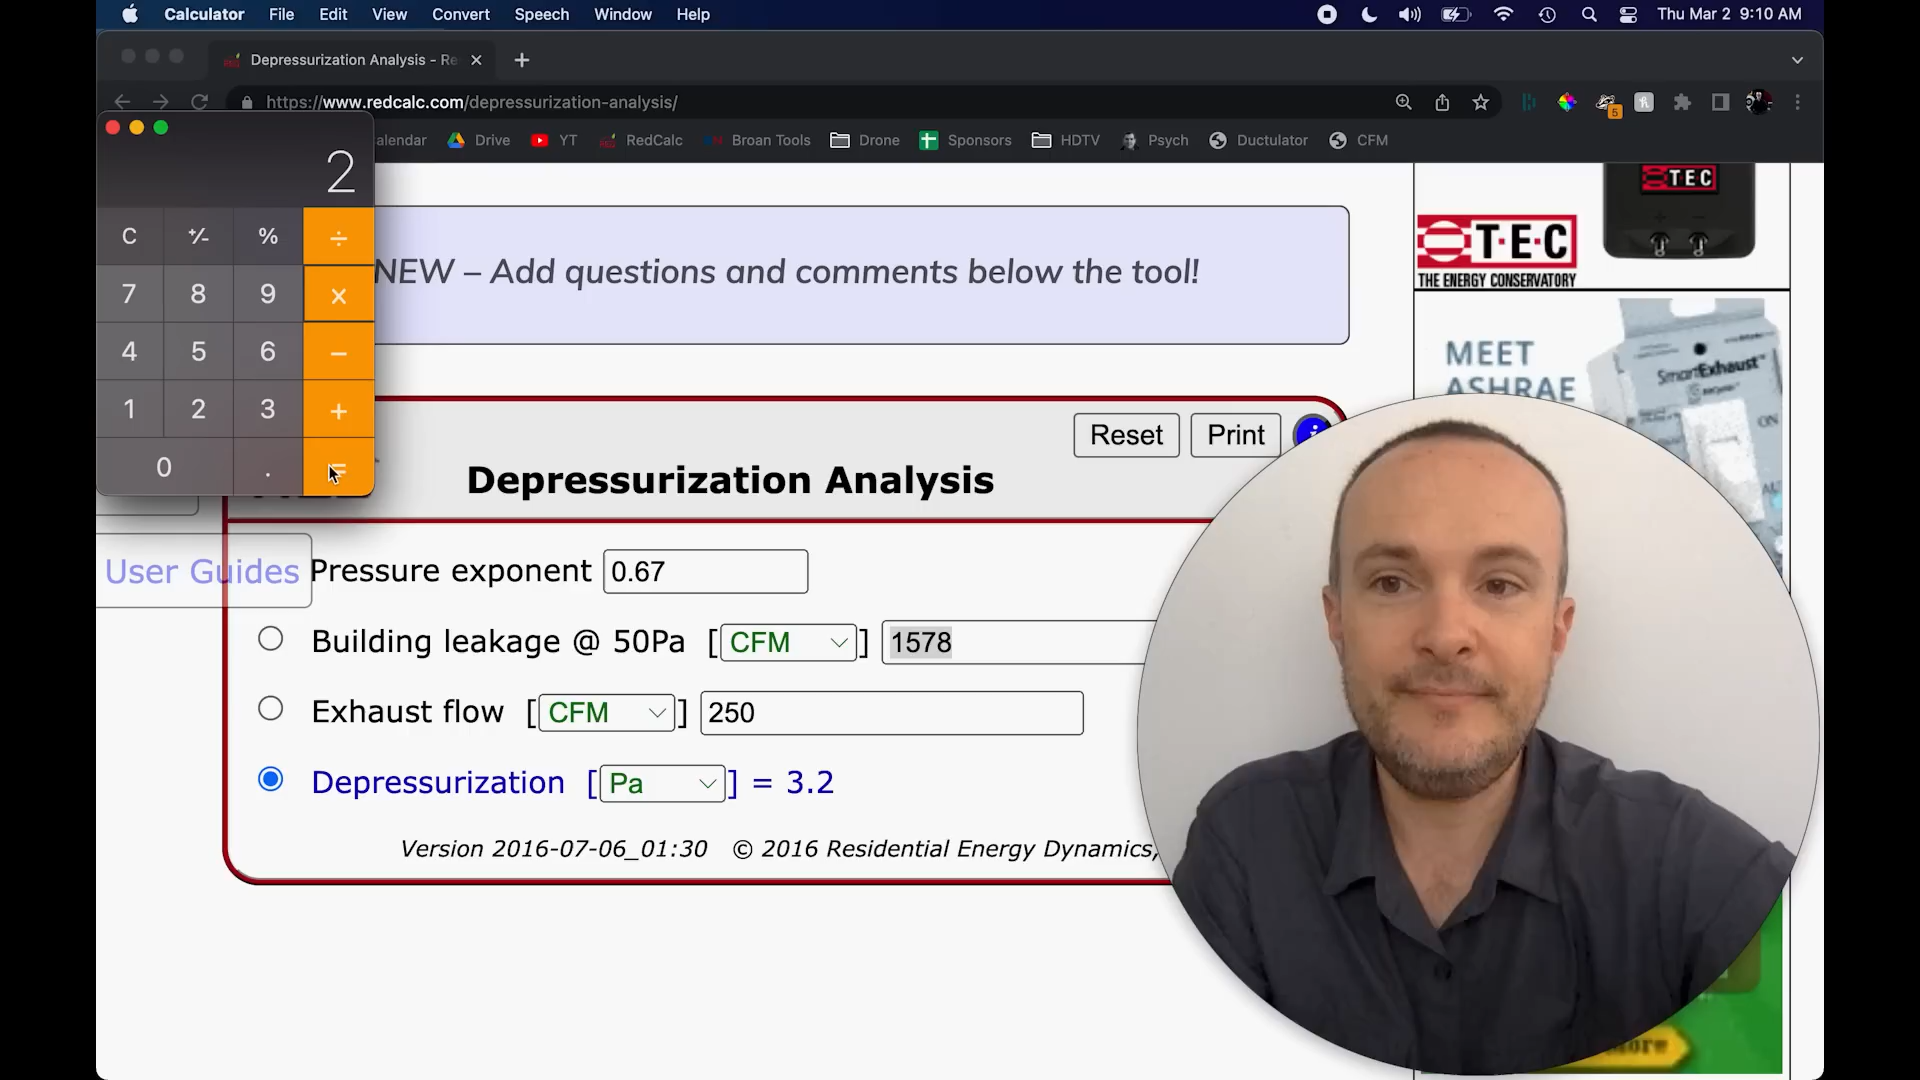 Calculator File Edit View Convert Speech Window Help
Thu Mar 2 9:10 AM
Depressurization Analysis - Re
https://www.redcalc.com/depressurization-analysis/
5
alendar Drive YT RedCalc Broan Tools Drone Sponsors HDTV Psych Ductulator CFM
2
C +/- % ÷
7 8 9 ×
4 5 6 −
1 2 3 +
0 . =
NEW – Add questions and comments below the tool!
TEC
TEC
THE ENERGY CONSERVATORY
MEET
ASHRAE
SmartExhaust
ON
Reset Print i
Depressurization Analysis
User Guides
Pressure exponent 0.67
Building leakage @ 50Pa [CFM] 1578
Exhaust flow [CFM] 250
Depressurization [Pa] = 3.2
Version 2016-07-06_01:30 © 2016 Residential Energy Dynamics,